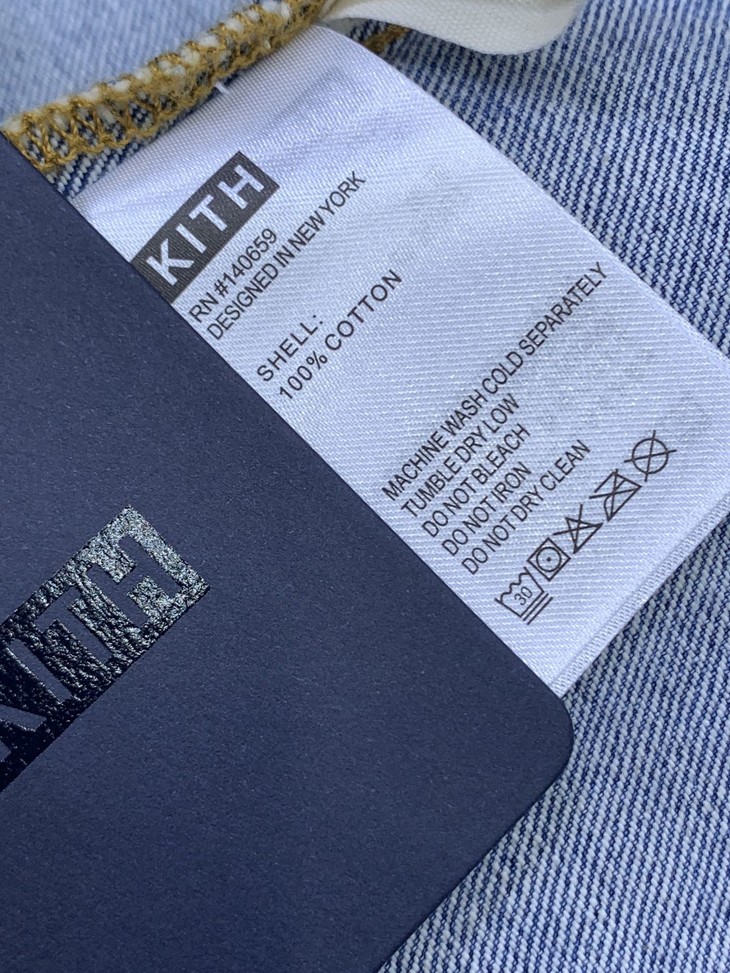 KITH
RN #140659
DESIGNED IN NEW YORK
SHELL:
100% COTTON
MACHINE WASH COLD SEPARATELY
TUMBLE DRY LOW
DO NOT BLEACH
DO NOT IRON
DO NOT DRY CLEAN
30
KITH